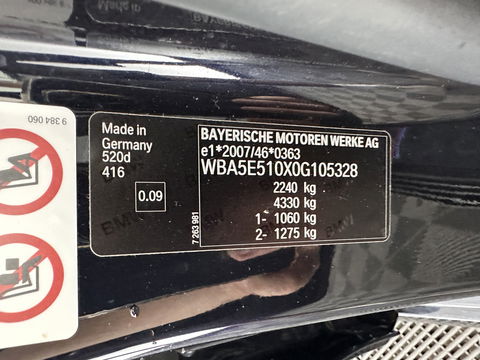 9 384 060
Made in
Germany
520d
416
0.09
7 263 981
BAYERISCHE MOTOREN WERKE AG
e1*2007/46*0363
WBA5E510X0G105328
2240 kg
4330 kg
1- 1060 kg
2- 1275 kg